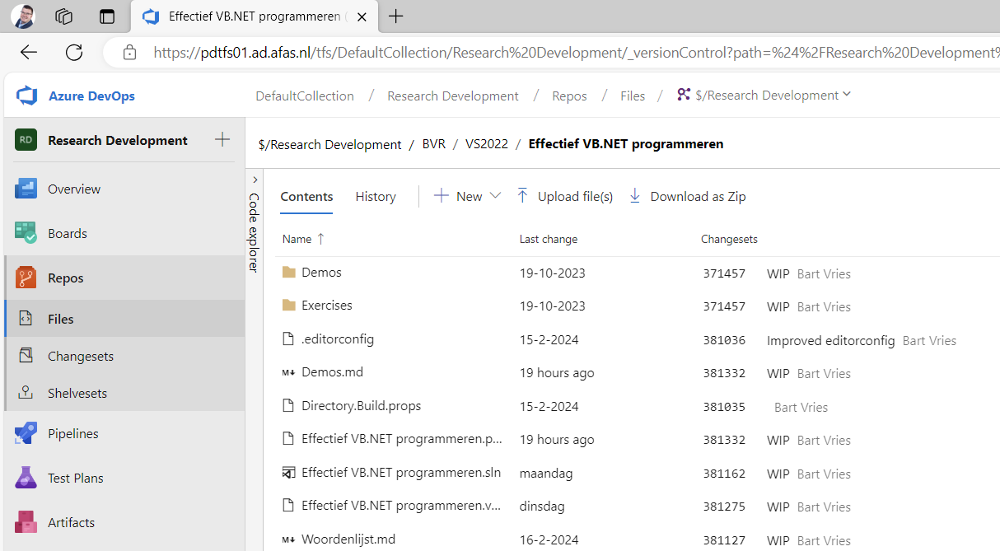 Effectief VB.NET programmeren (
https://pdtfs01.ad.afas.nl/tfs/DefaultCollection/Research%20Development/_versionControl?path=%24%2FResearch%20Development%
Azure DevOps
DefaultCollection / Research Development / Repos / Files / $/Research Development
RD Research Development
$/Research Development / BVR / VS2022 / Effectief VB.NET programmeren
Overview
Boards
Repos
Files
Changesets
Shelvesets
Pipelines
Test Plans
Artifacts
Code explorer
Contents History New Upload file(s) Download as Zip
Name ↑ Last change Changesets
Demos 19-10-2023 371457 WIP Bart Vries
Exercises 19-10-2023 371457 WIP Bart Vries
.editorconfig 15-2-2024 381036 Improved editorconfig Bart Vries
M↓ Demos.md 19 hours ago 381332 WIP Bart Vries
Directory.Build.props 15-2-2024 381035 Bart Vries
Effectief VB.NET programmeren.p... 19 hours ago 381332 WIP Bart Vries
Effectief VB.NET programmeren.sln maandag 381162 WIP Bart Vries
Effectief VB.NET programmeren.v... dinsdag 381275 WIP Bart Vries
M↓ Woordenlijst.md 16-2-2024 381127 WIP Bart Vries